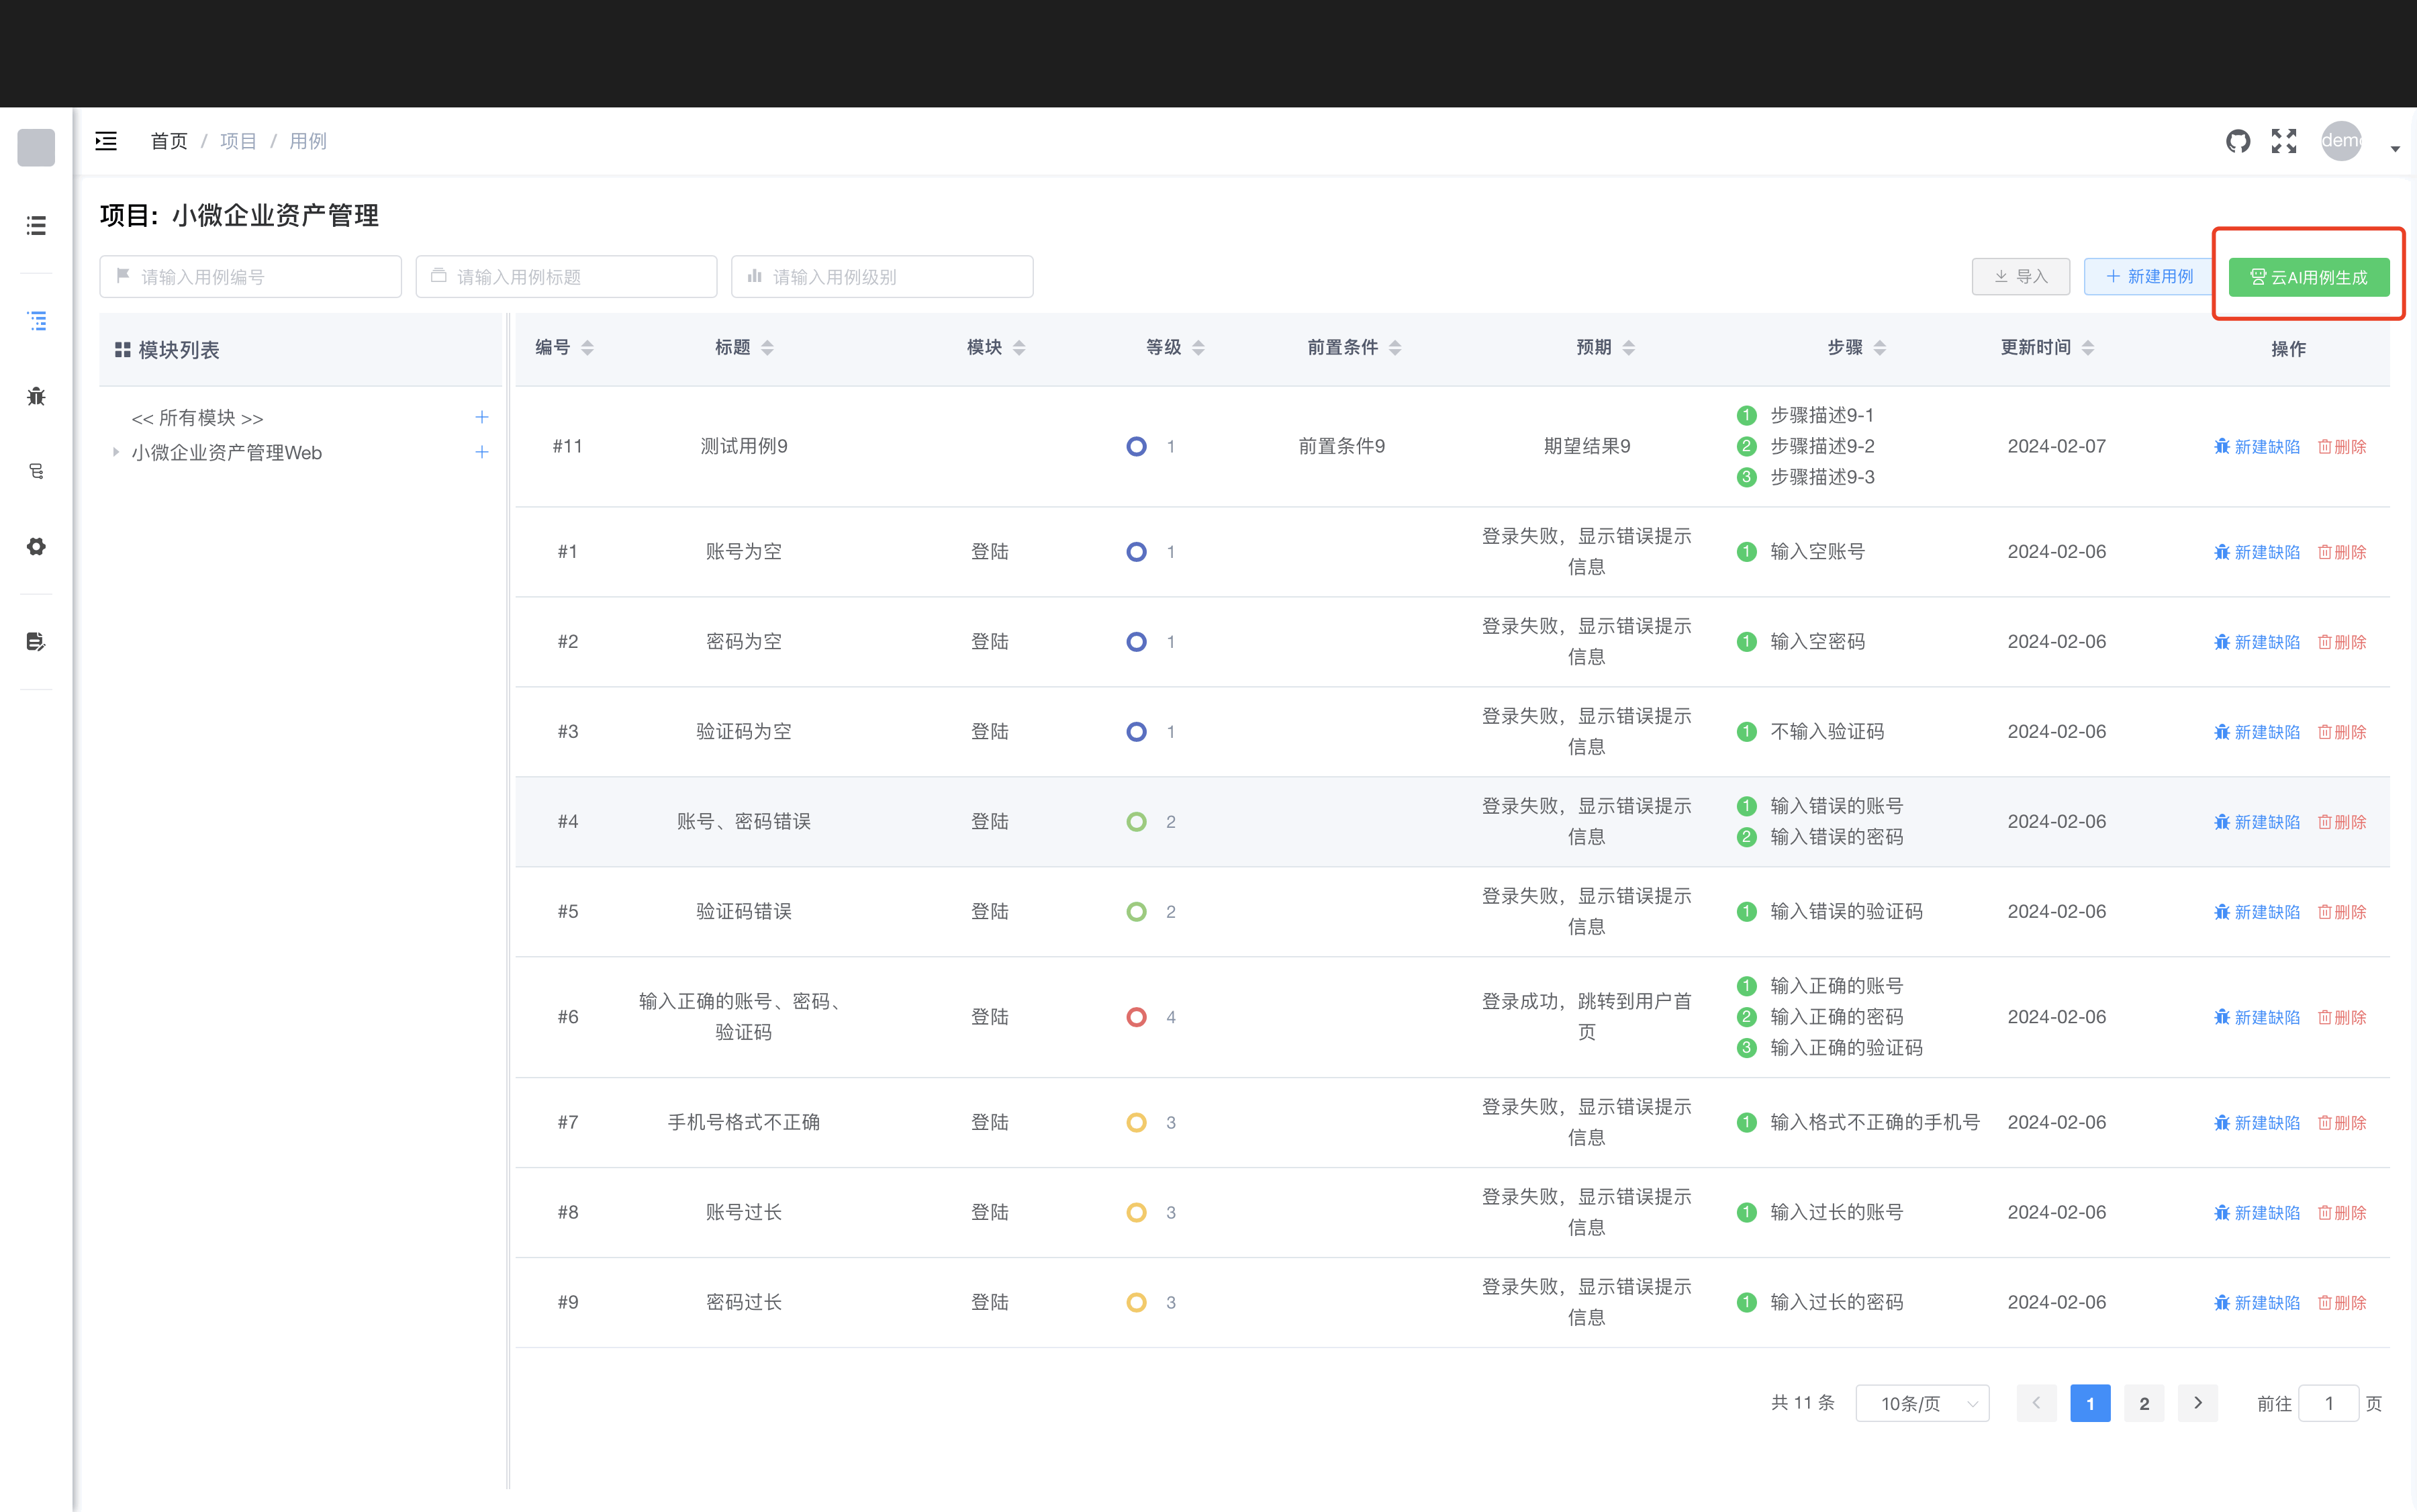 首页 / 项目 / 用例
dem
项目: 小微企业资产管理
请输入用例编号 请输入用例标题 请输入用例级别 导入 + 新建用例 云AI用例生成
模块列表
<< 所有模块 >> +
小微企业资产管理Web +
编号 标题 模块 等级 前置条件 预期 步骤 更新时间 操作
#11 测试用例9 1 前置条件9 期望结果9 2024-02-07 新建缺陷 删除
1 步骤描述9-1
2 步骤描述9-2
3 步骤描述9-3
#1 账号为空 登陆 1 2024-02-06 新建缺陷 删除
登录失败，显示错误提示
信息
1 输入空账号
#2 密码为空 登陆 1 2024-02-06 新建缺陷 删除
登录失败，显示错误提示
信息
1 输入空密码
#3 验证码为空 登陆 1 2024-02-06 新建缺陷 删除
登录失败，显示错误提示
信息
1 不输入验证码
#4 账号、密码错误 登陆 2 2024-02-06 新建缺陷 删除
登录失败，显示错误提示
信息
1 输入错误的账号
2 输入错误的密码
#5 验证码错误 登陆 2 2024-02-06 新建缺陷 删除
登录失败，显示错误提示
信息
1 输入错误的验证码
#6 登陆 4 2024-02-06 新建缺陷 删除
输入正确的账号、密码、
验证码
登录成功，跳转到用户首
页
1 输入正确的账号
2 输入正确的密码
3 输入正确的验证码
#7 手机号格式不正确 登陆 3 2024-02-06 新建缺陷 删除
登录失败，显示错误提示
信息
1 输入格式不正确的手机号
#8 账号过长 登陆 3 2024-02-06 新建缺陷 删除
登录失败，显示错误提示
信息
1 输入过长的账号
#9 密码过长 登陆 3 2024-02-06 新建缺陷 删除
登录失败，显示错误提示
信息
1 输入过长的密码
共 11 条 10条/页 1 2 前往 1 页